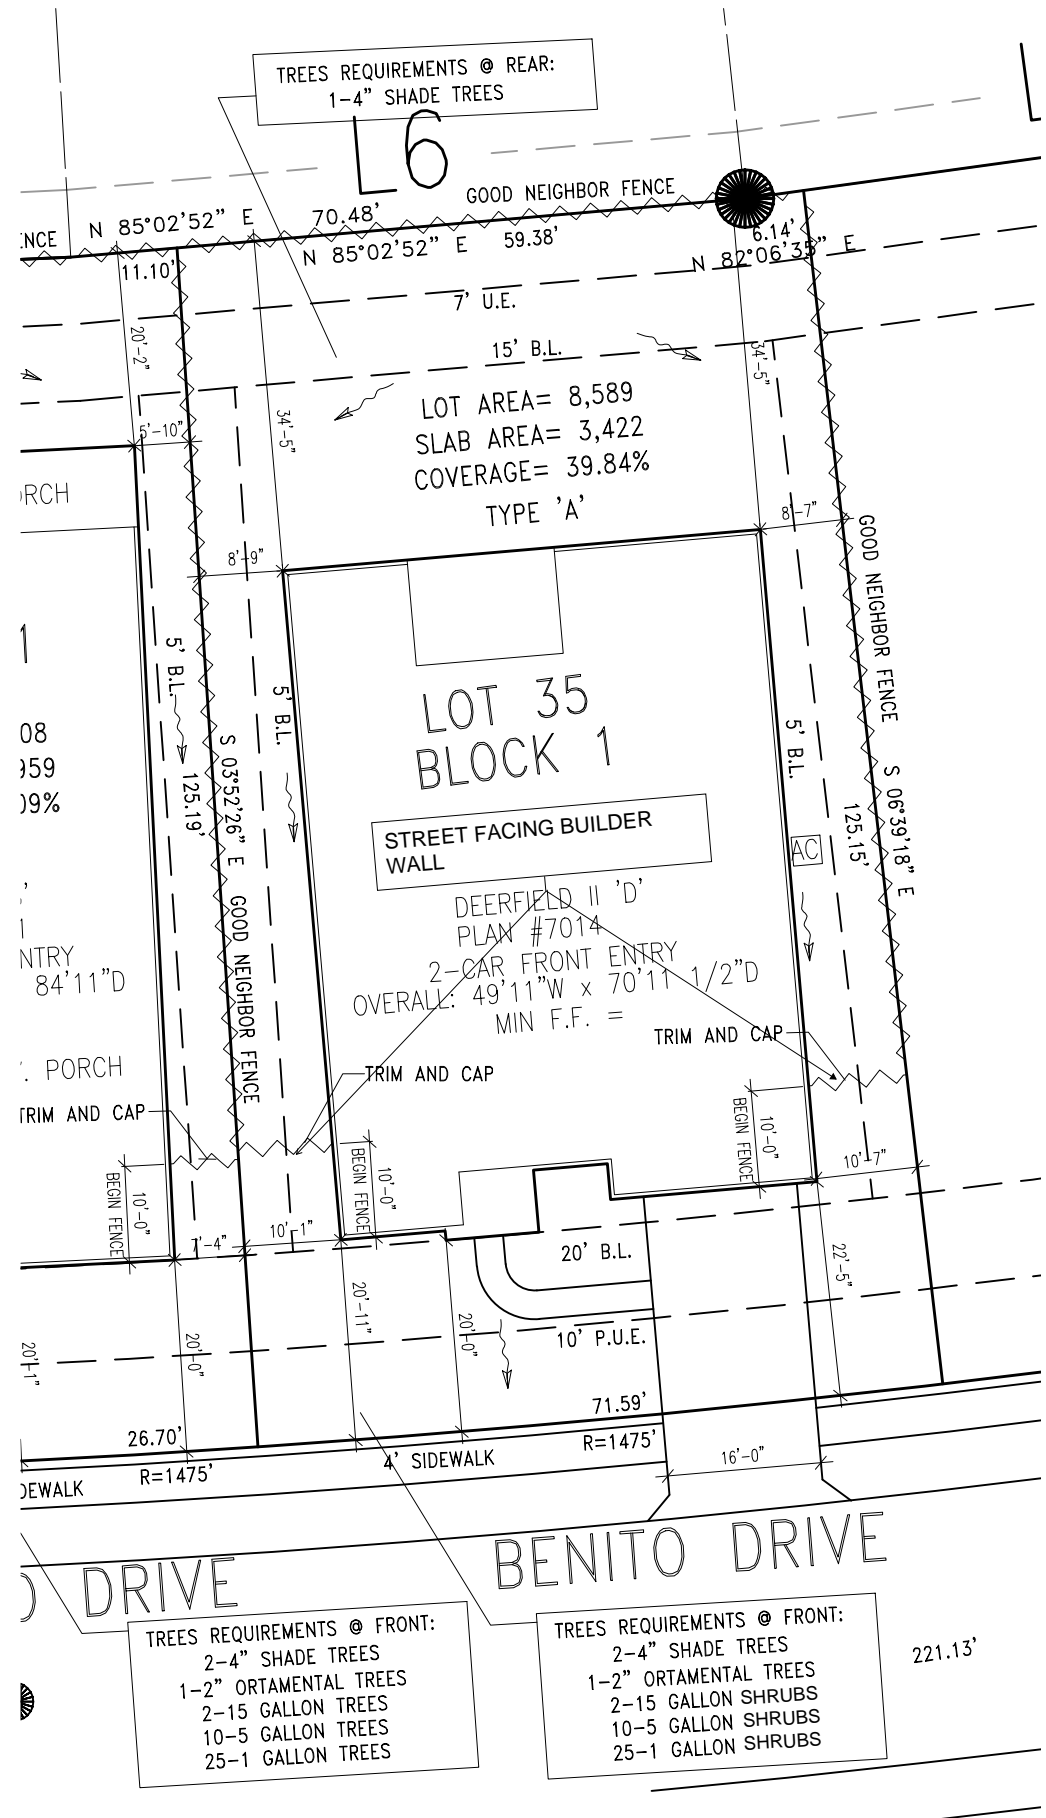 TREES REQUIREMENTS @ REAR:
1-4" SHADE TREES
L6
GOOD NEIGHBOR FENCE
N 85°02'52" E
70.48'
N 85°02'52" E
59.38'
6.14'
N 82°06'35" E
11.10'
7' U.E.
20'-2"
15' B.L.
34'-5"
34'-5"
LOT AREA= 8,589
SLAB AREA= 3,422
COVERAGE= 39.84%
TYPE 'A'
5'-10"
8'-9"
8'-7"
GOOD NEIGHBOR FENCE
5' B.L.
5' B.L.
5' B.L.
LOT 35
BLOCK 1
S 03°52'26" E
125.19'
GOOD NEIGHBOR FENCE
S 06°39'18" E
125.15'
AC
STREET FACING BUILDER
WALL
DEERFIELD II 'D'
PLAN #7014
2-CAR FRONT ENTRY
OVERALL: 49'11"W x 70'11 1/2"D
MIN F.F. =
1
08
959
09%
NTRY
84'11"D
PORCH
TRIM AND CAP
TRIM AND CAP
TRIM AND CAP
BEGIN FENCE
10'-0"
BEGIN FENCE
10'-0"
BEGIN FENCE
10'-0"
7'-4"
10'-1"
10'-7"
20' B.L.
22'-5"
20'-1"
20'-0"
20'-11"
20'-0"
10' P.U.E.
26.70'
R=1475'
71.59'
R=1475'
4' SIDEWALK
16'-0"
DEWALK
DRIVE
BENITO DRIVE
TREES REQUIREMENTS @ FRONT:
2-4" SHADE TREES
1-2" ORTAMENTAL TREES
2-15 GALLON TREES
10-5 GALLON TREES
25-1 GALLON TREES
TREES REQUIREMENTS @ FRONT:
2-4" SHADE TREES
1-2" ORTAMENTAL TREES
2-15 GALLON SHRUBS
10-5 GALLON SHRUBS
25-1 GALLON SHRUBS
221.13'